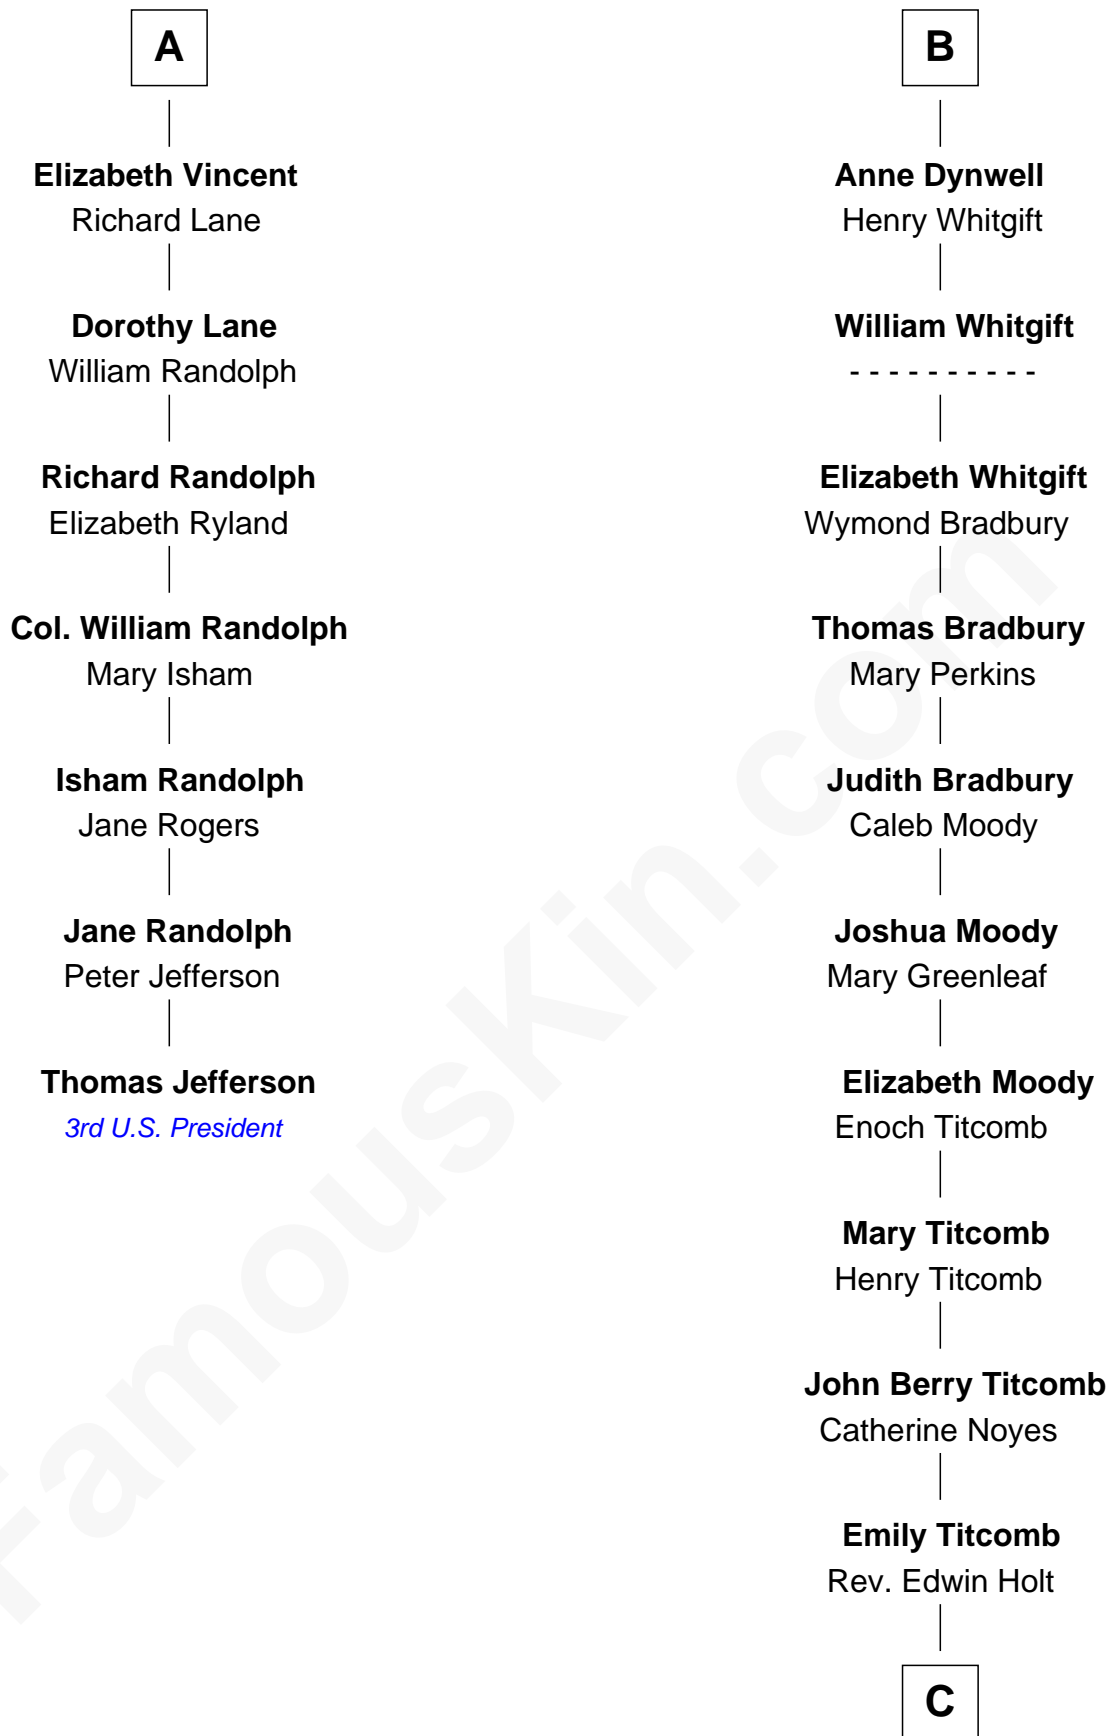 A
Elizabeth Vincent
Richard Lane
Dorothy Lane
William Randolph
Richard Randolph
Elizabeth Ryland
Col. William Randolph
Mary Isham
Isham Randolph
Jane Rogers
Jane Randolph
Peter Jefferson
Thomas Jefferson
3rd U.S. President
B
Anne Dynwell
Henry Whitgift
William Whitgift
- - - - - - - - - -
Elizabeth Whitgift
Wymond Bradbury
Thomas Bradbury
Mary Perkins
Judith Bradbury
Caleb Moody
Joshua Moody
Mary Greenleaf
Elizabeth Moody
Enoch Titcomb
Mary Titcomb
Henry Titcomb
John Berry Titcomb
Catherine Noyes
Emily Titcomb
Rev. Edwin Holt
C
FamousKin.com